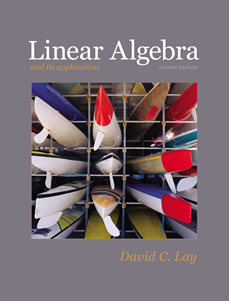 Linear Algebra
and its applications FOURTH EDITION
David C. Lay